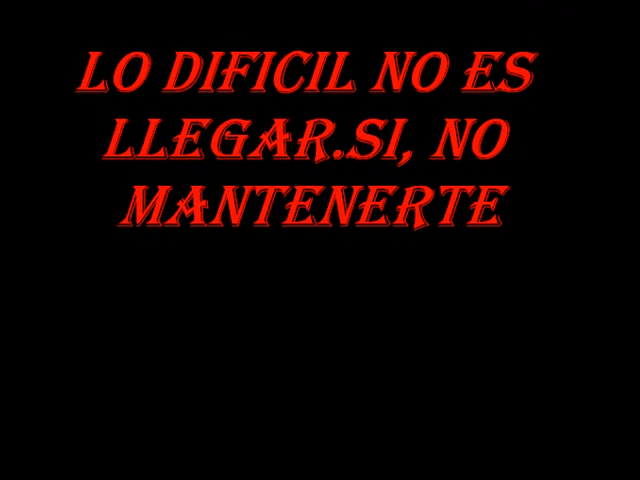 LO DIFICIL NO ES
LLEGAR.SI, NO
MANTENERTE